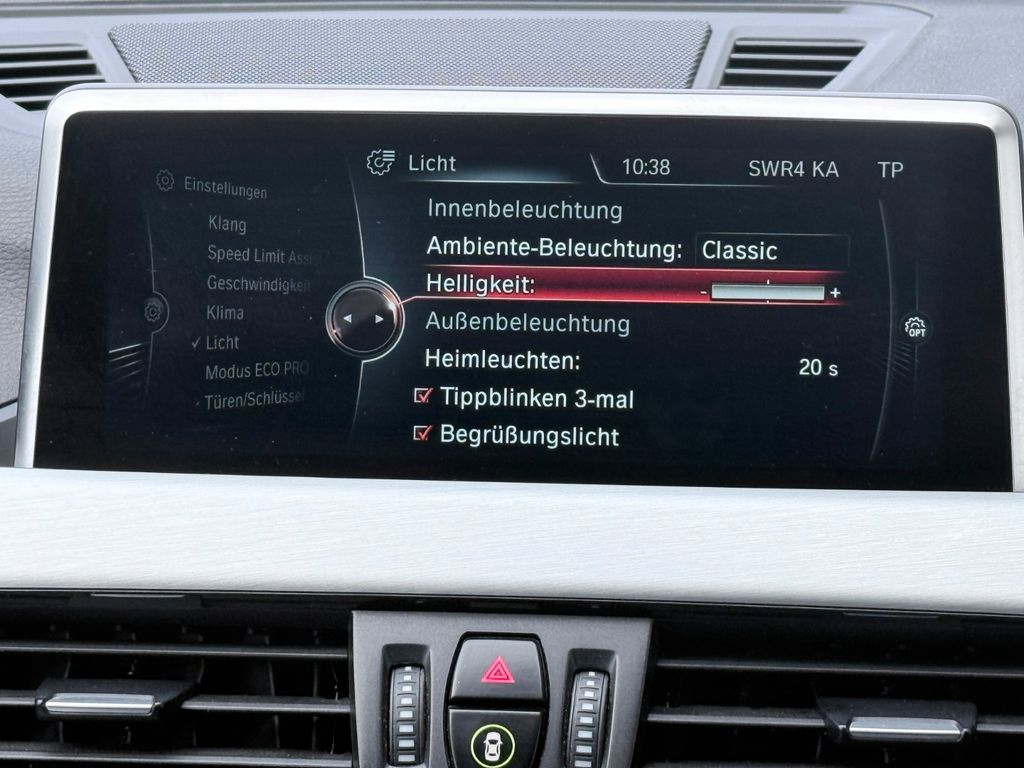 Licht
10:38
SWR4 KA
TP
Einstellungen
Klang
Speed Limit Assi
Geschwindigkeit
Klima
Licht
Modus ECO PRO
Türen/Schlüssel
Innenbeleuchtung
Ambiente-Beleuchtung: Classic
Helligkeit: - +
Außenbeleuchtung
Heimleuchten: 20 s
Tippblinken 3-mal
Begrüßungslicht
OPT